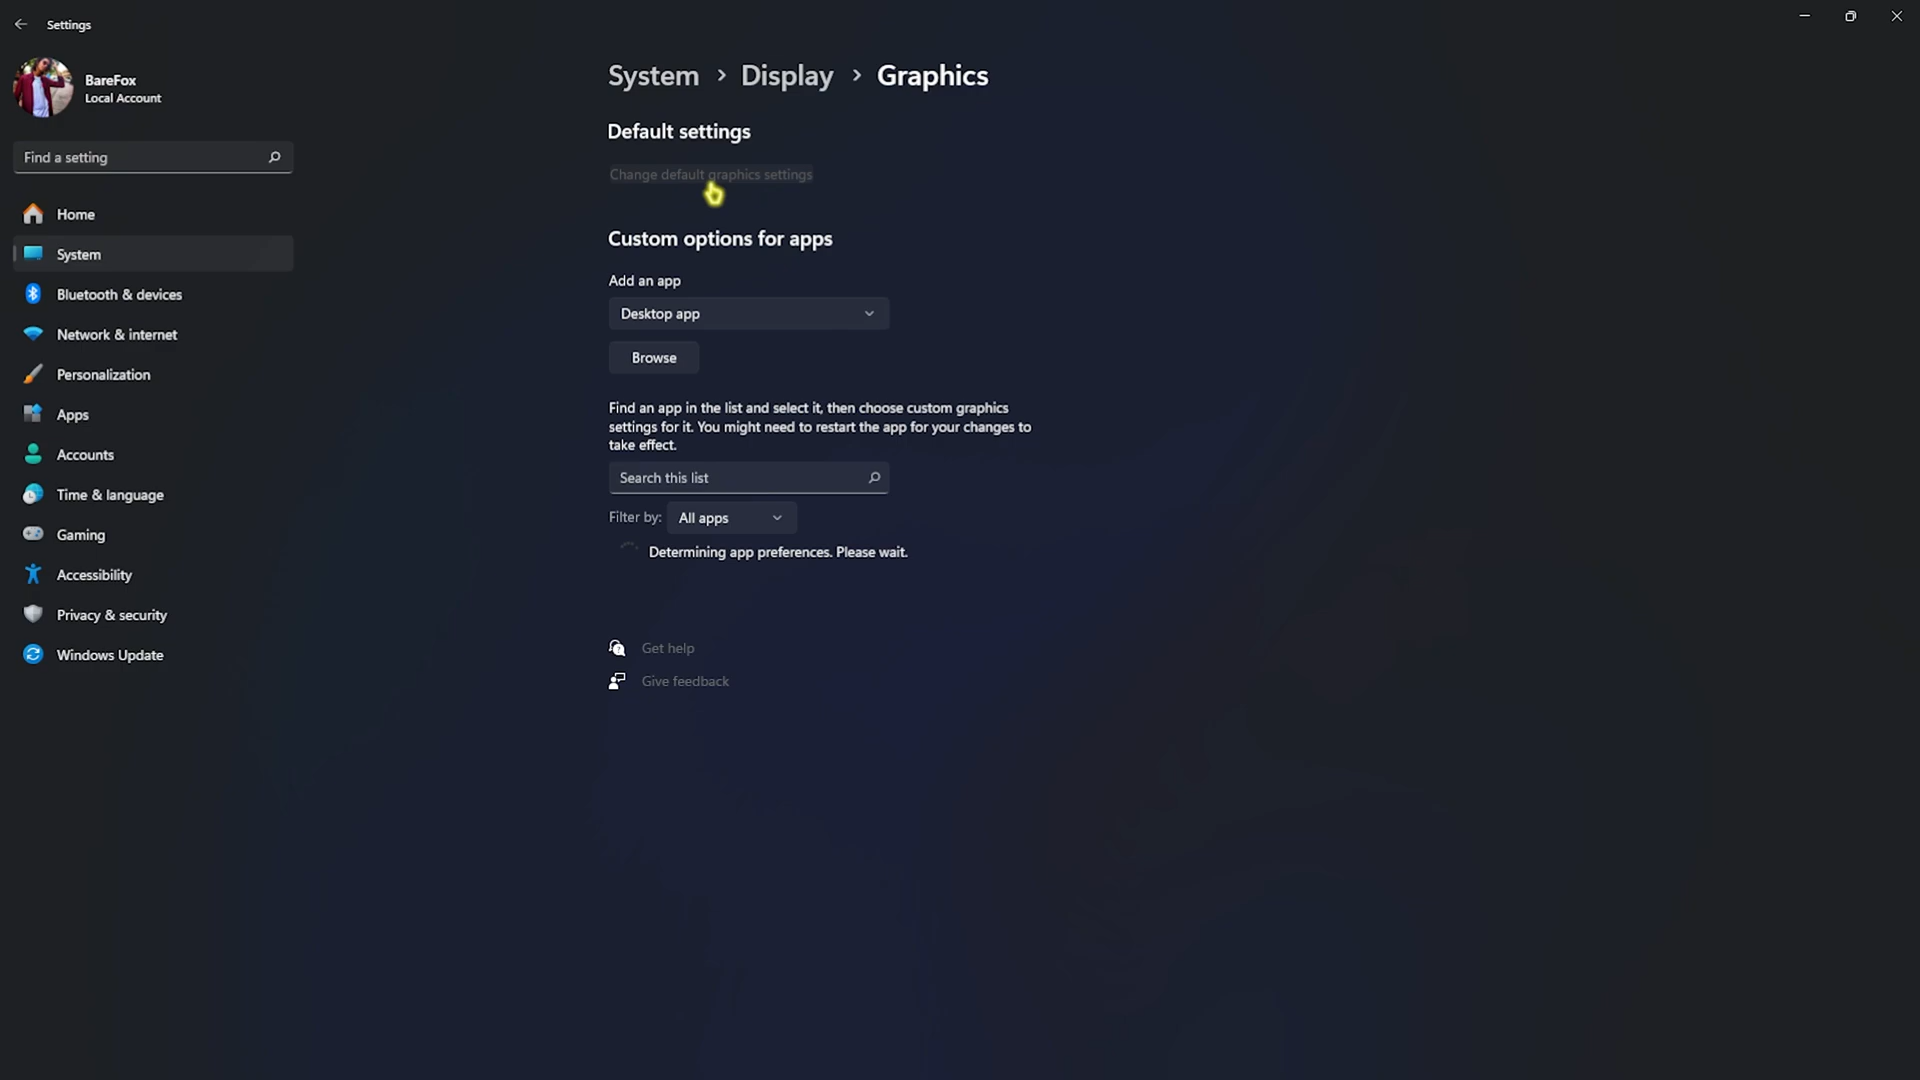 Settings
BareFox
Local Account
Find a setting
Home
System
Bluetooth & devices
Network & internet
Personalization
Apps
Accounts
Time & language
Gaming
Accessibility
Privacy & security
Windows Update
System > Display > Graphics
Default settings
Change default graphics settings
Custom options for apps
Add an app
Desktop app
Browse
Find an app in the list and select it, then choose custom graphics
settings for it. You might need to restart the app for your changes to
take effect.
Search this list
Filter by: All apps
Determining app preferences. Please wait.
Get help
Give feedback